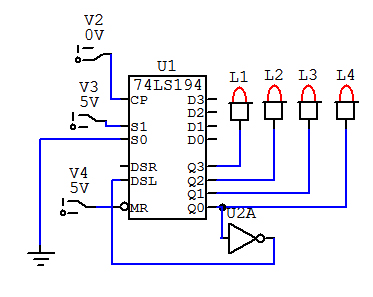 V2
0V
U1
74LS194
CP
D3
D2
D1
D0
V3
5V
S1
S0
DSR
DSL
Q3
Q2
Q1
Q0
MR
V4
5V
L1
L2
L3
L4
U2A